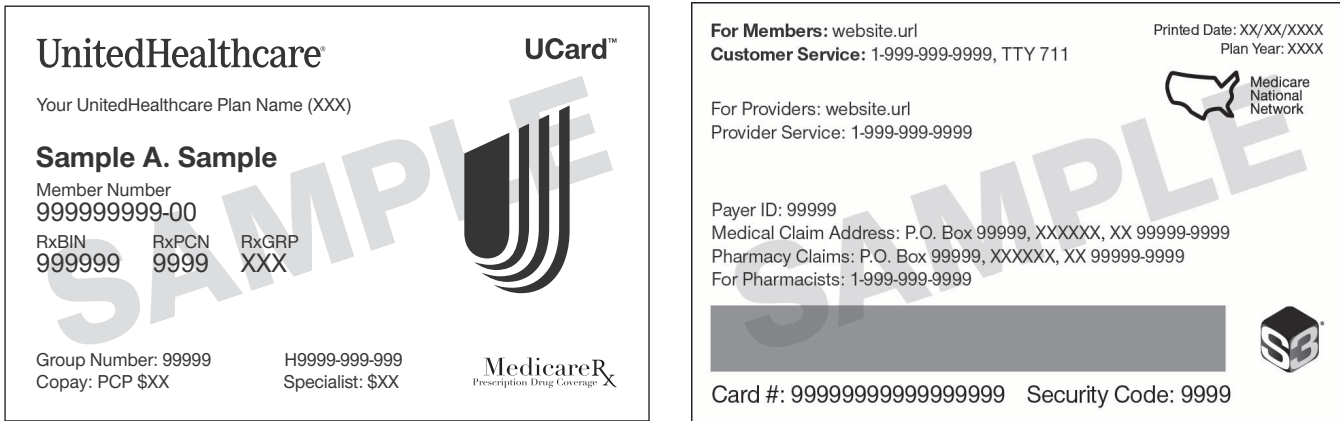 UnitedHealthcare®
UCard™
Your UnitedHealthcare Plan Name (XXX)
Sample A. Sample
Member Number
999999999-00
RxBIN RxPCN RxGRP
999999 9999 XXX
Group Number: 99999 H9999-999-999
Copay: PCP $XX Specialist: $XX
MedicareRx
Prescription Drug Coverage
SAMPLE
For Members: website.url
Customer Service: 1-999-999-9999, TTY 711
Printed Date: XX/XX/XXXX
Plan Year: XXXX
Medicare
National
Network
For Providers: website.url
Provider Service: 1-999-999-9999
Payer ID: 99999
Medical Claim Address: P.O. Box 99999, XXXXXX, XX 99999-9999
Pharmacy Claims: P.O. Box 99999, XXXXXX, XX 99999-9999
For Pharmacists: 1-999-999-9999
S3®
Card #: 99999999999999999 Security Code: 9999
SAMPLE